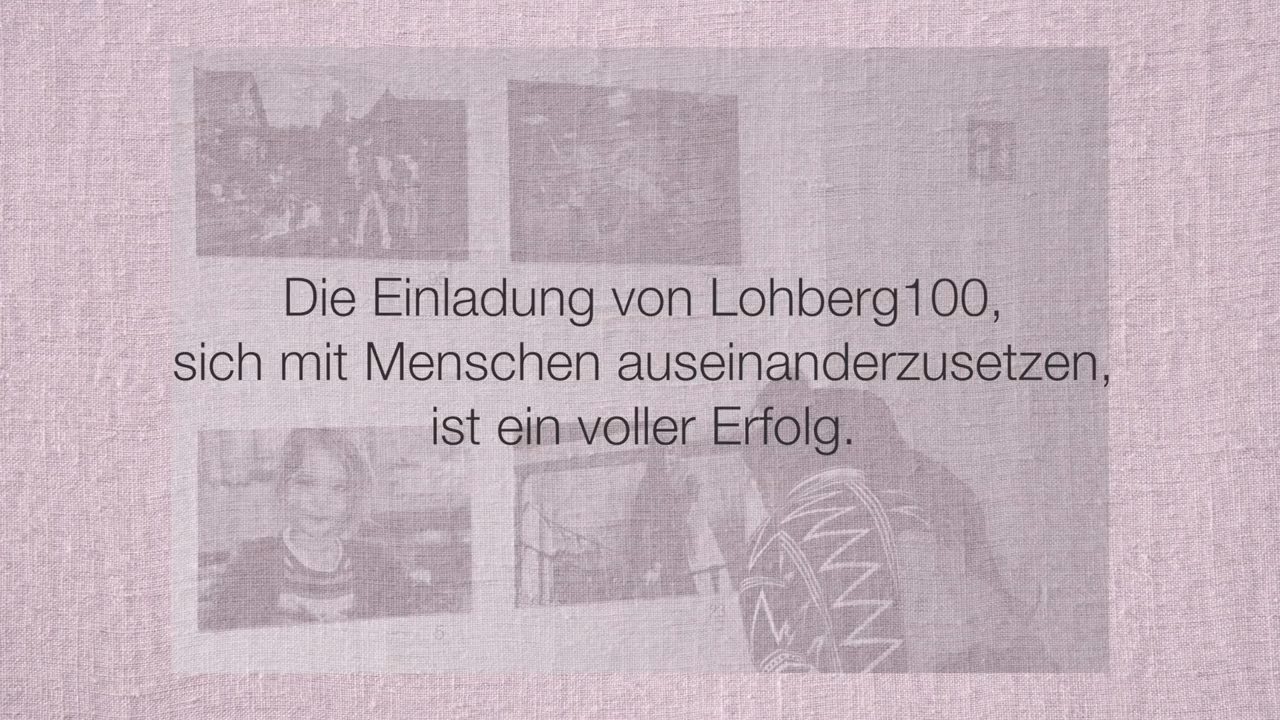 Die Einladung von Lohberg100,
sich mit Menschen auseinanderzusetzen,
ist ein voller Erfolg.